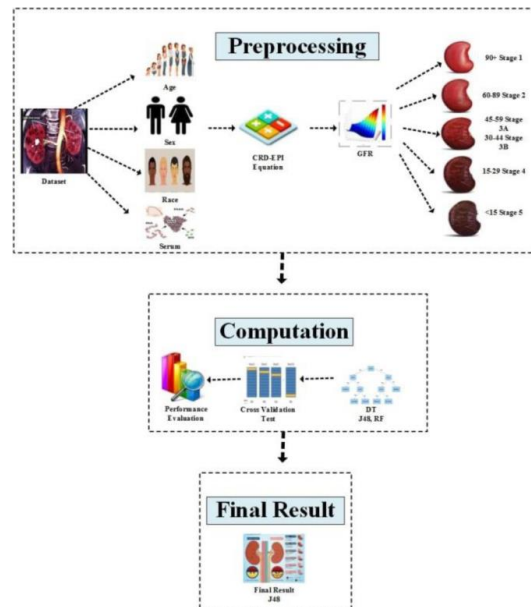 Preprocessing
Age
Sex
Race
Serum
Dataset
CRD-EPI
Equation
GFR
90+ Stage 1
60-89 Stage 2
45-59 Stage
3A
30-44 Stage
3B
15-29 Stage 4
<15 Stage 5
Computation
Performance
Evaluation
Cross Validation
Test
DT
J48, RF
Final Result
Final Result
J48